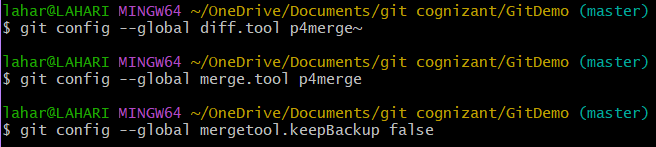 lahar@LAHARI MINGW64 ~/OneDrive/Documents/git cognizant/GitDemo (master)
$ git config --global diff.tool p4merge~
lahar@LAHARI MINGW64 ~/OneDrive/Documents/git cognizant/GitDemo (master)
$ git config --global merge.tool p4merge
lahar@LAHARI MINGW64 ~/OneDrive/Documents/git cognizant/GitDemo (master)
$ git config --global mergetool.keepBackup false